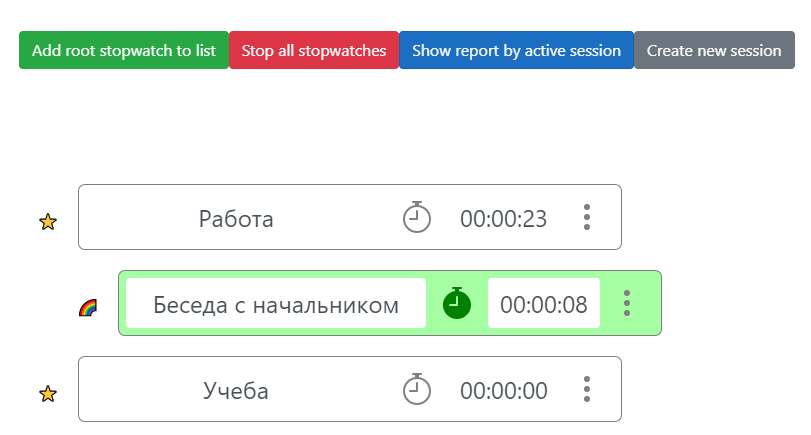 Add root stopwatch to list Stop all stopwatches Show report by active session Create new session
Работа 00:00:23
Беседа с начальником 00:00:08
Учеба 00:00:00